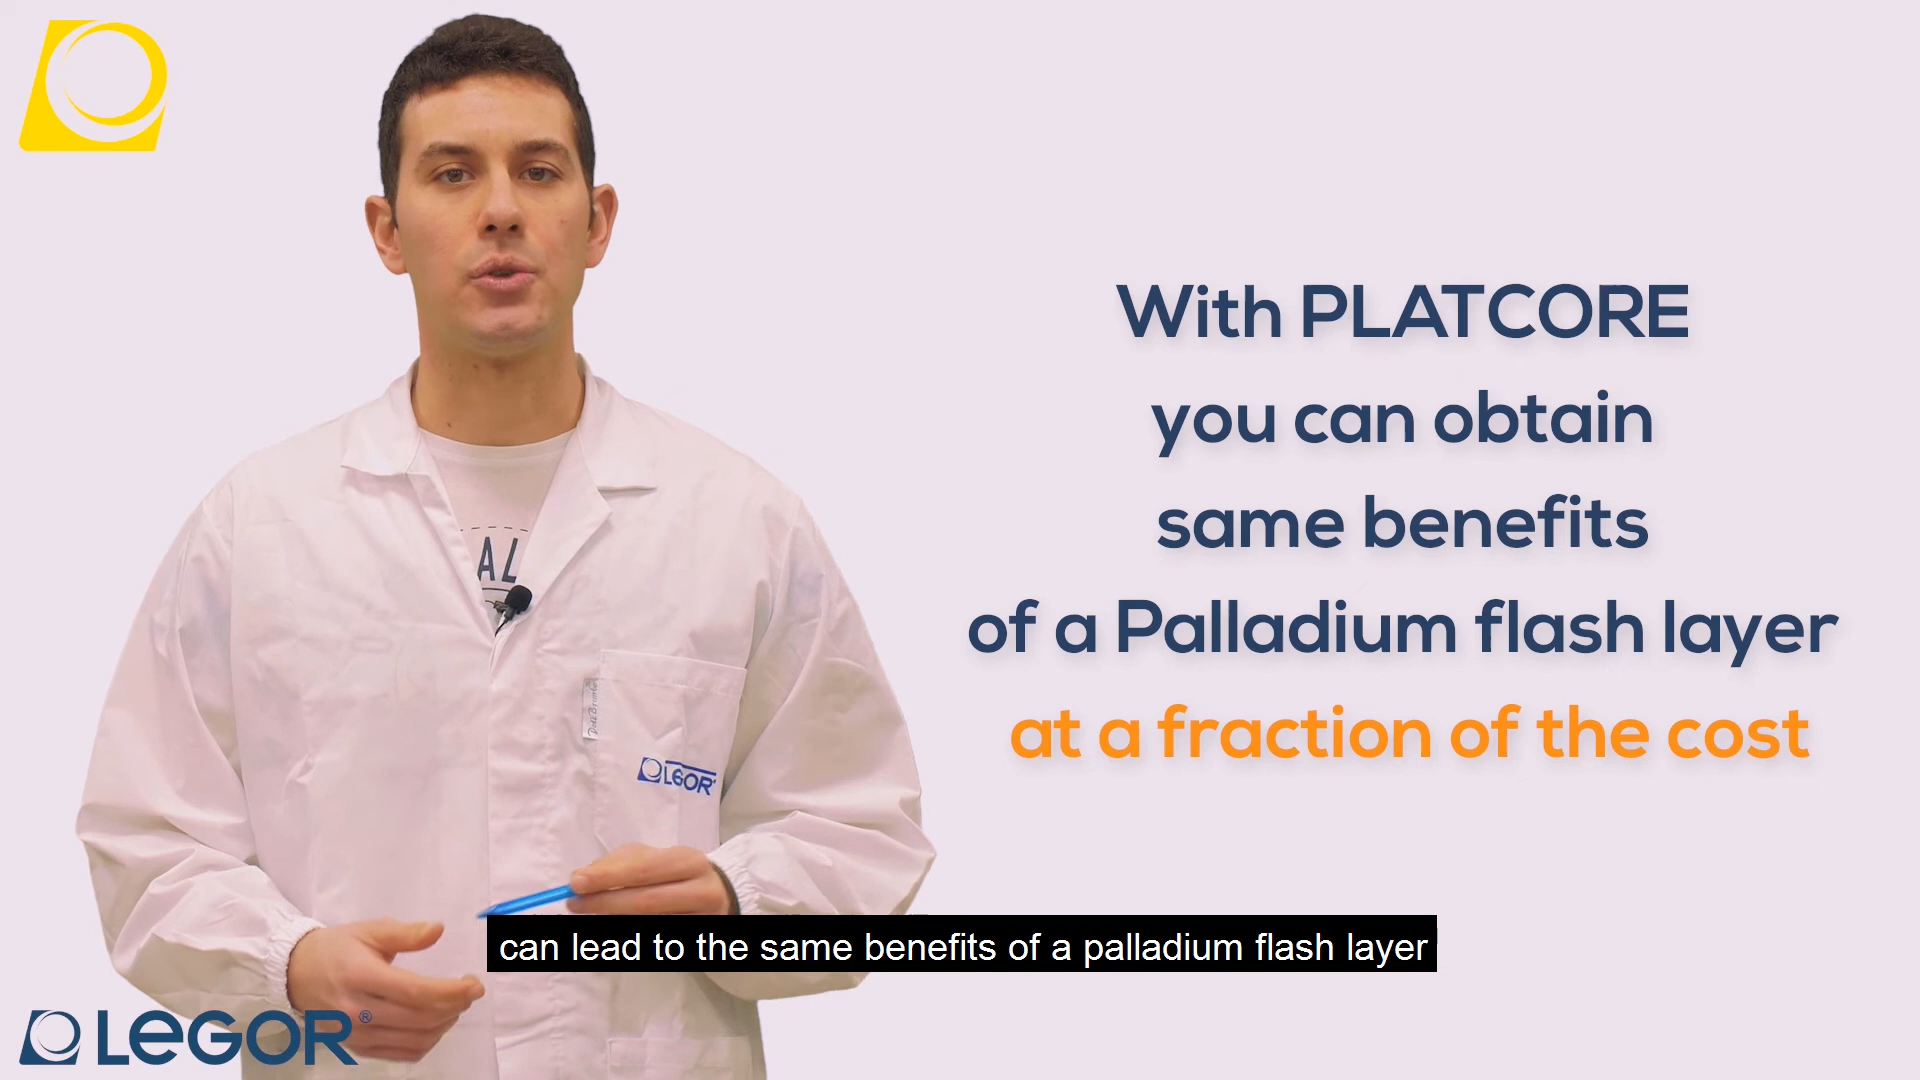 With PLATCORE
you can obtain
same benefits
of a Palladium flash layer
at a fraction of the cost
AL
LEGOR
can lead to the same benefits of a palladium flash layer
LEGOR®